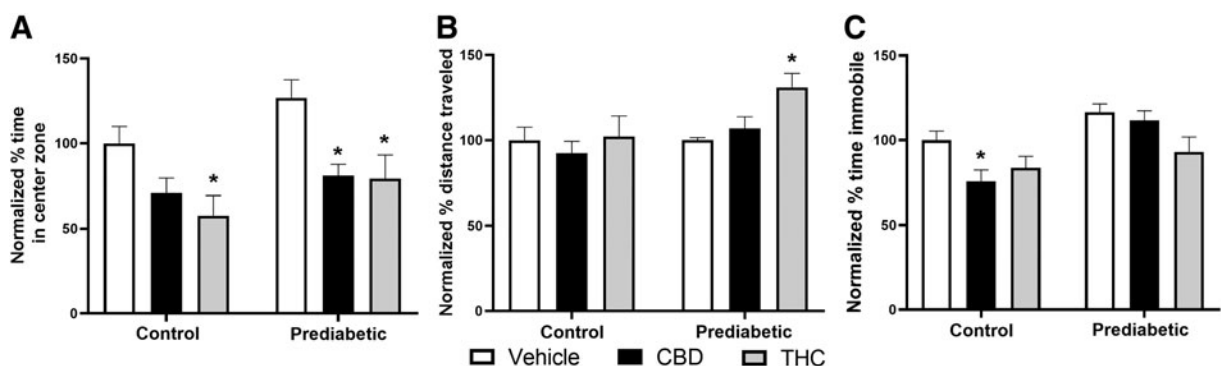 A
Normalized % time
in center zone
150
*
100
*
*
50
0
Control
Prediabetic
B
Normalized % distance traveled
150
*
100
50
0
Control
Prediabetic
C
Normalized % time immobile
150
*
100
50
0
Control
Prediabetic
Vehicle
CBD
THC